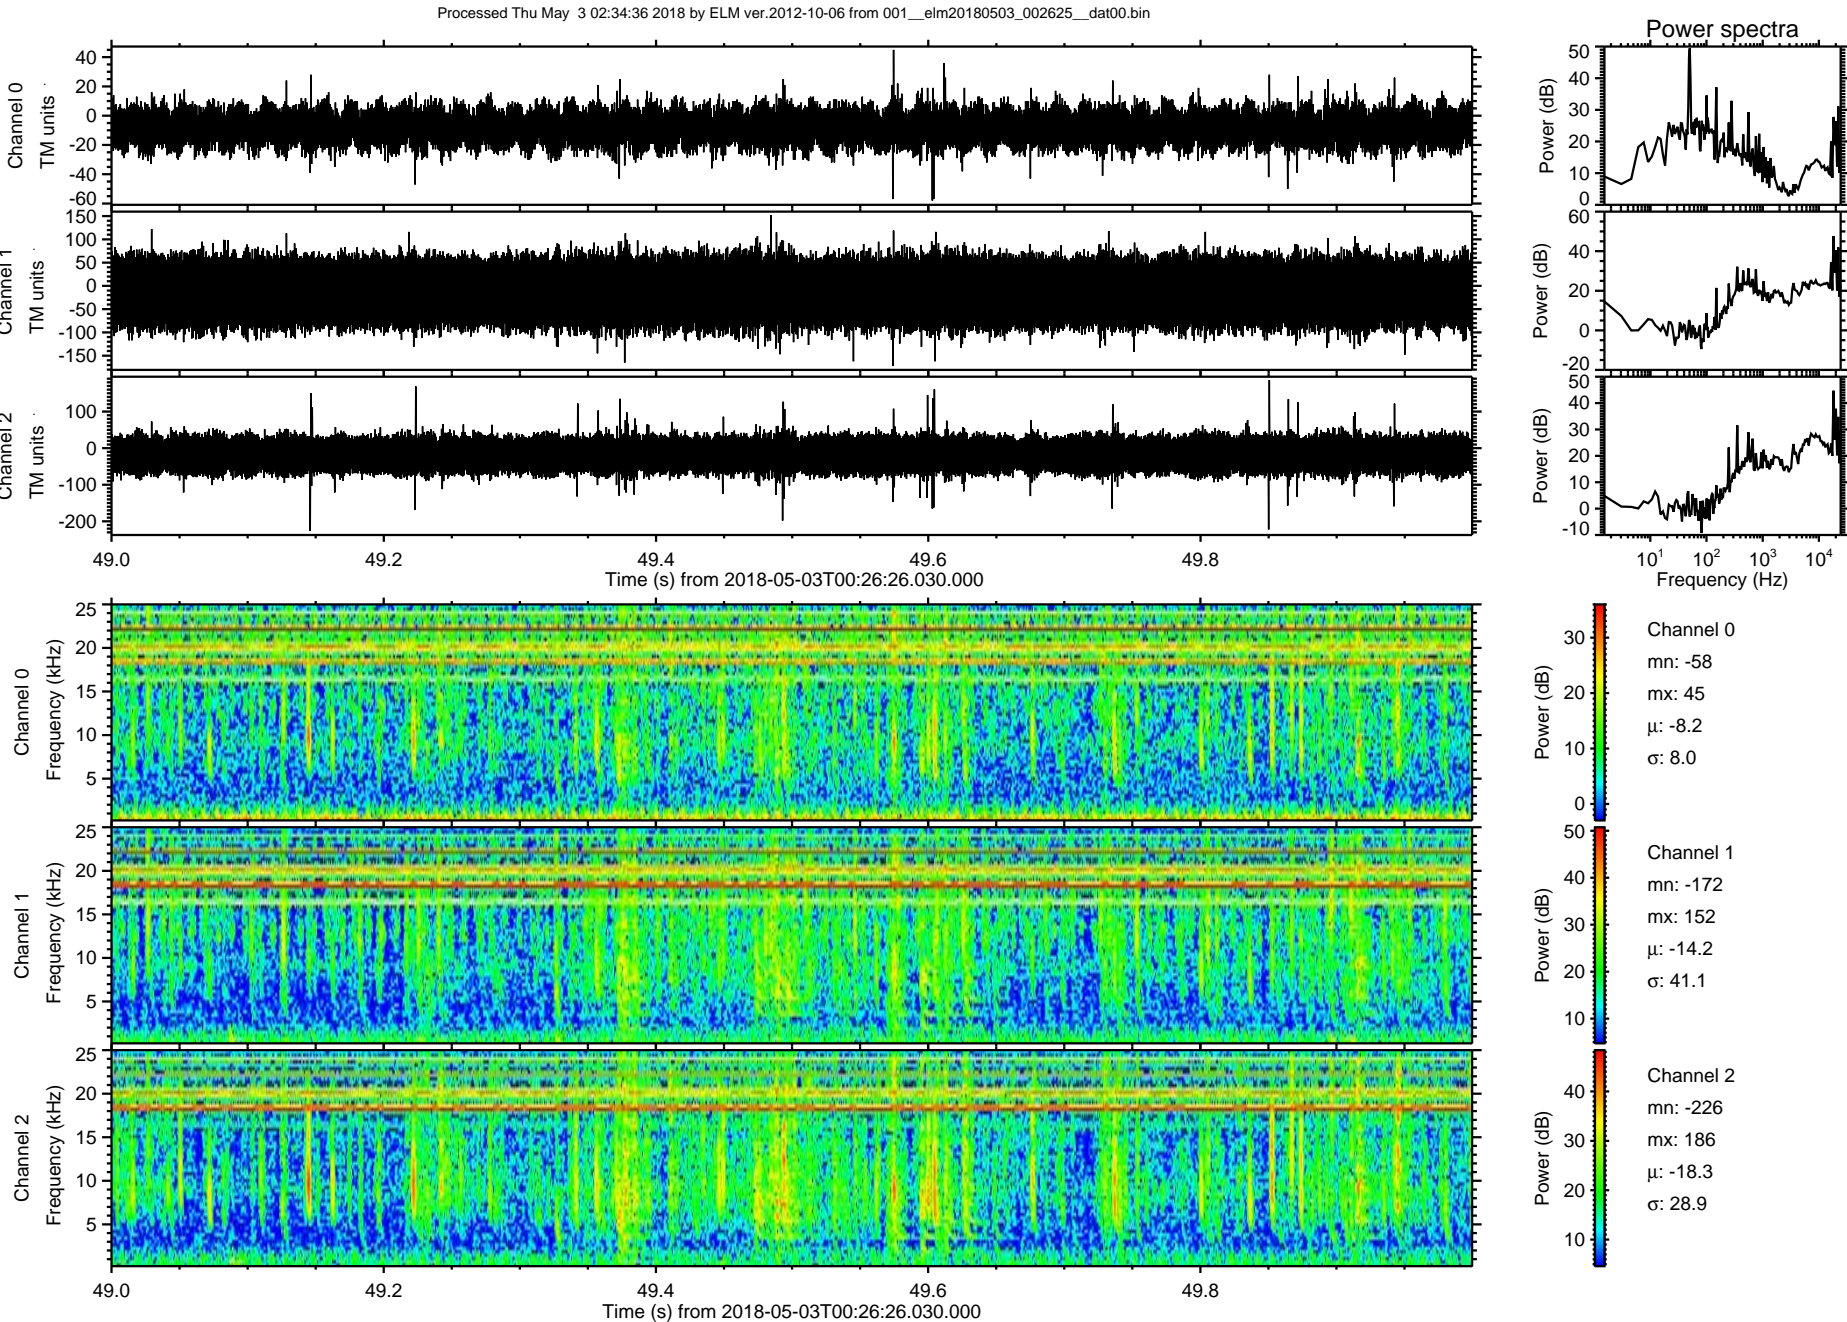 Processed Thu May  3 02:34:36 2018 by ELM ver.2012-10-06 from 001__elm20180503_002625__dat00.bin
Power spectra
Channel 0
TM units
40
20
0
-20
-40
-60
Power (dB)
50
40
30
20
10
0
Channel 1
TM units
150
100
50
0
-50
-100
-150
Power (dB)
60
40
20
0
-20
Channel 2
TM units
100
0
-100
-200
Power (dB)
50
40
30
20
10
0
-10
49.0 49.2 49.4 49.6 49.8
Time (s) from 2018-05-03T00:26:26.030.000
10^1 10^2 10^3 10^4
Frequency (Hz)
Channel 0
Frequency (kHz)
25
20
15
10
5
Power (dB)
30
20
10
0
Channel 0
mn: -58
mx: 45
μ: -8.2
σ: 8.0
Channel 1
Frequency (kHz)
25
20
15
10
5
Power (dB)
50
40
30
20
10
Channel 1
mn: -172
mx: 152
μ: -14.2
σ: 41.1
Channel 2
Frequency (kHz)
25
20
15
10
5
Power (dB)
40
30
20
10
Channel 2
mn: -226
mx: 186
μ: -18.3
σ: 28.9
49.0 49.2 49.4 49.6 49.8
Time (s) from 2018-05-03T00:26:26.030.000